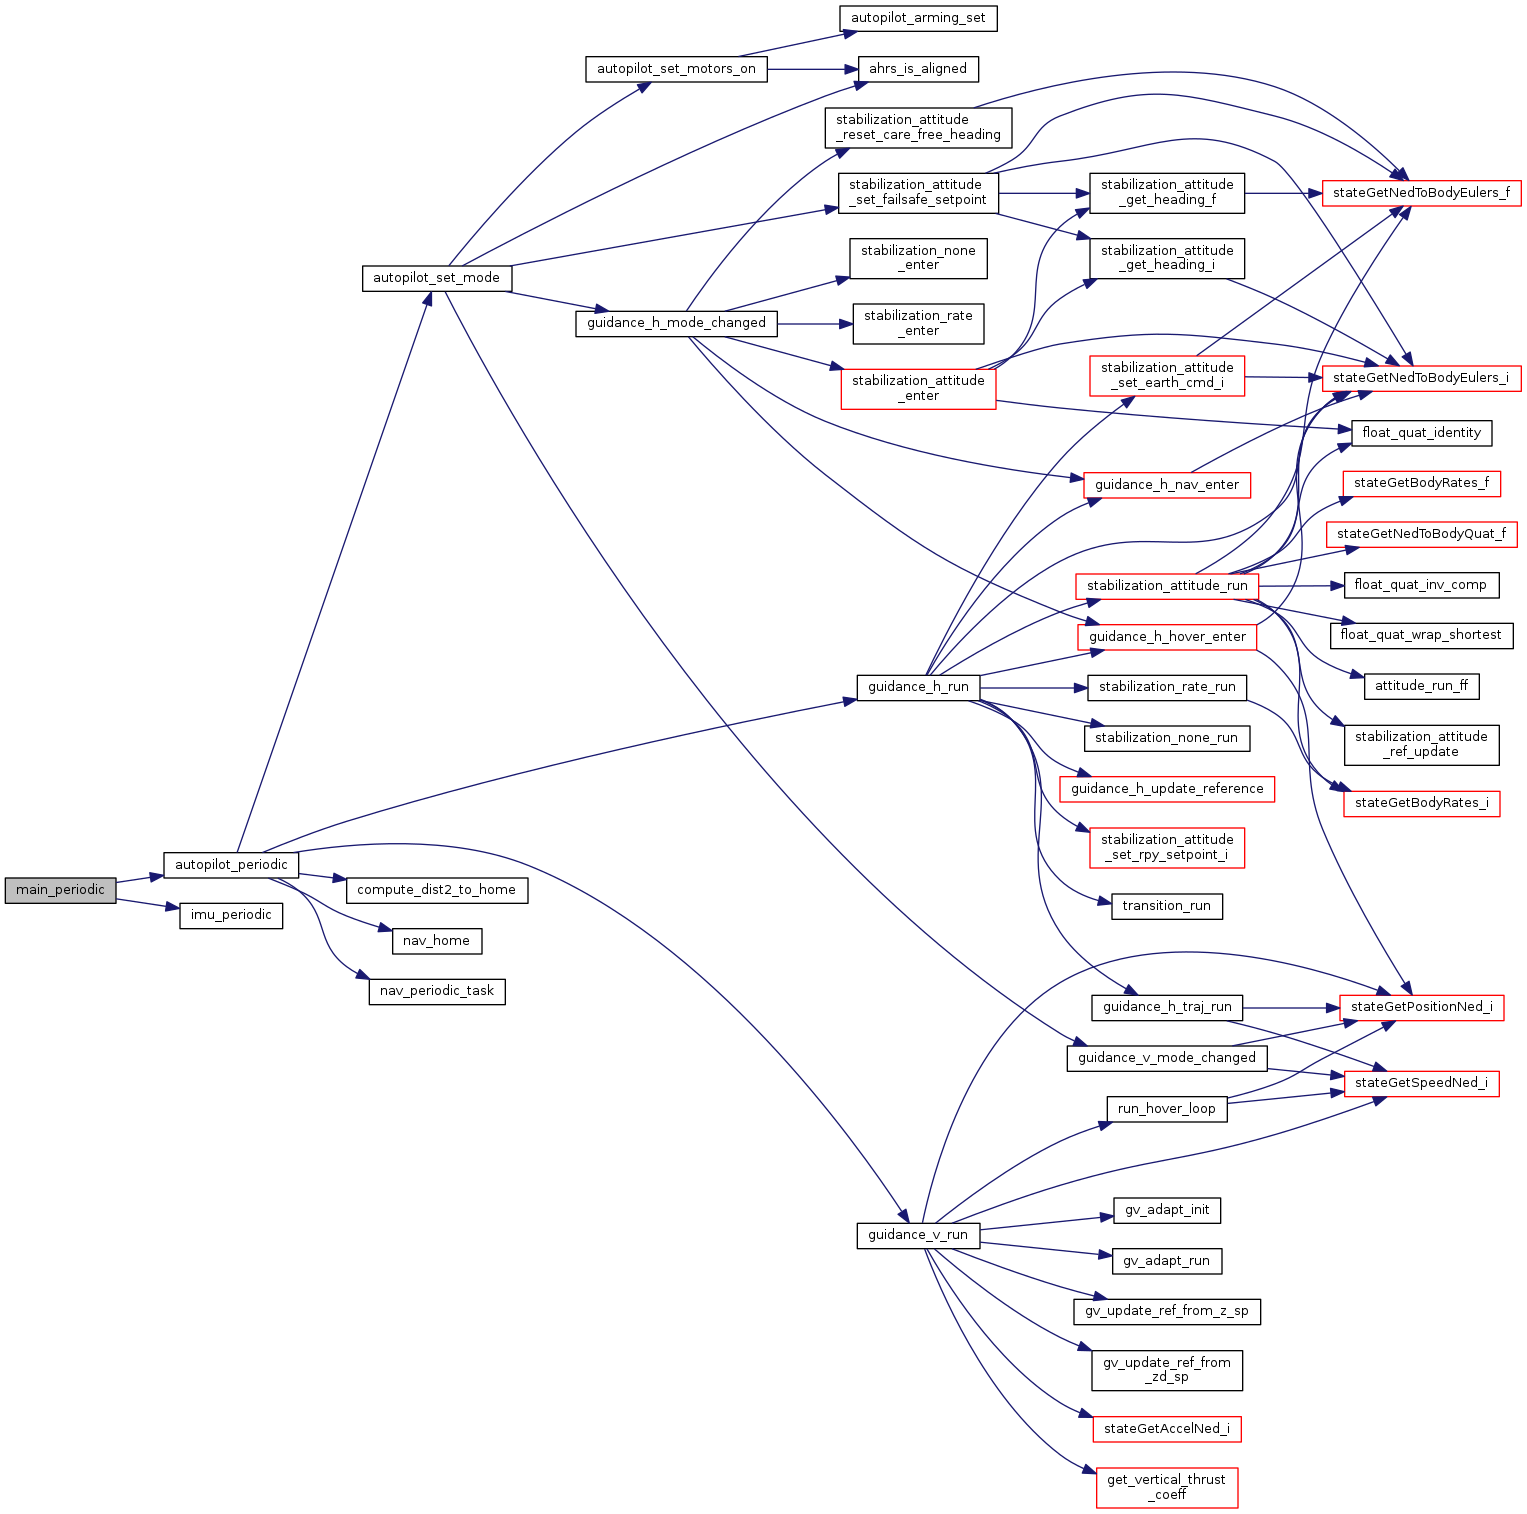 main_periodic
autopilot_periodic
imu_periodic
autopilot_set_mode
compute_dist2_to_home
nav_home
nav_periodic_task
autopilot_set_motors_on
guidance_h_mode_changed
autopilot_arming_set
ahrs_is_aligned
stabilization_attitude
_reset_care_free_heading
stabilization_attitude
_set_failsafe_setpoint
stabilization_none
_enter
stabilization_rate
_enter
stabilization_attitude
_enter
guidance_h_run
guidance_v_run
stabilization_attitude
_get_heading_f
stabilization_attitude
_get_heading_i
stabilization_attitude
_set_earth_cmd_i
guidance_h_nav_enter
stabilization_attitude_run
guidance_h_hover_enter
stabilization_rate_run
stabilization_none_run
guidance_h_update_reference
stabilization_attitude
_set_rpy_setpoint_i
transition_run
guidance_h_traj_run
guidance_v_mode_changed
run_hover_loop
gv_adapt_init
gv_adapt_run
gv_update_ref_from_z_sp
gv_update_ref_from
_zd_sp
stateGetAccelNed_i
get_vertical_thrust
_coeff
stateGetNedToBodyEulers_f
stateGetNedToBodyEulers_i
float_quat_identity
stateGetBodyRates_f
stateGetNedToBodyQuat_f
float_quat_inv_comp
float_quat_wrap_shortest
attitude_run_ff
stabilization_attitude
_ref_update
stateGetBodyRates_i
stateGetPositionNed_i
stateGetSpeedNed_i